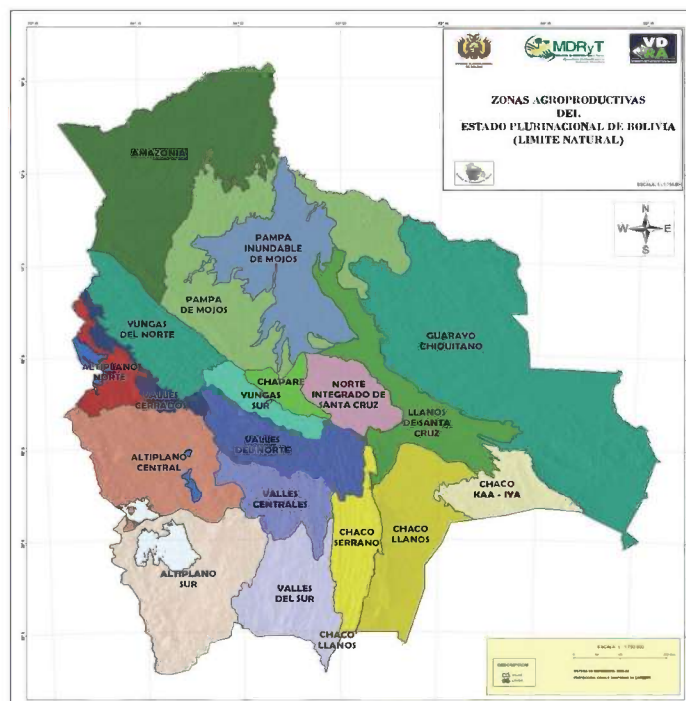 MDRyT
VD
RA
ZONAS AGROPRODUCTIVAS
DEL
ESTADO PLURINACIONAL DE BOLIVIA
(LIMITE NATURAL)
N
W E
S
AMAZONIA
PAMPA
INUNDABLE
DE MOJOS
PAMPA
DE MOJOS
YUNGAS
DEL NORTE
GUARAYO
CHIQUITANO
ALTIPLANO
NORTE
CHAPARE
NORTE
INTEGRADO DE
SANTA CRUZ
VALLES
CERRADOS
YUNGAS
SUR
LLANOS
DE SANTA
CRUZ
VALLES
DEL NORTE
ALTIPLANO
CENTRAL
CHACO
KAA - IYA
VALLES
CENTRALES
CHACO
SERRANO
CHACO
LLANOS
ALTIPLANO
SUR
VALLES
DEL SUR
CHACO
LLANOS